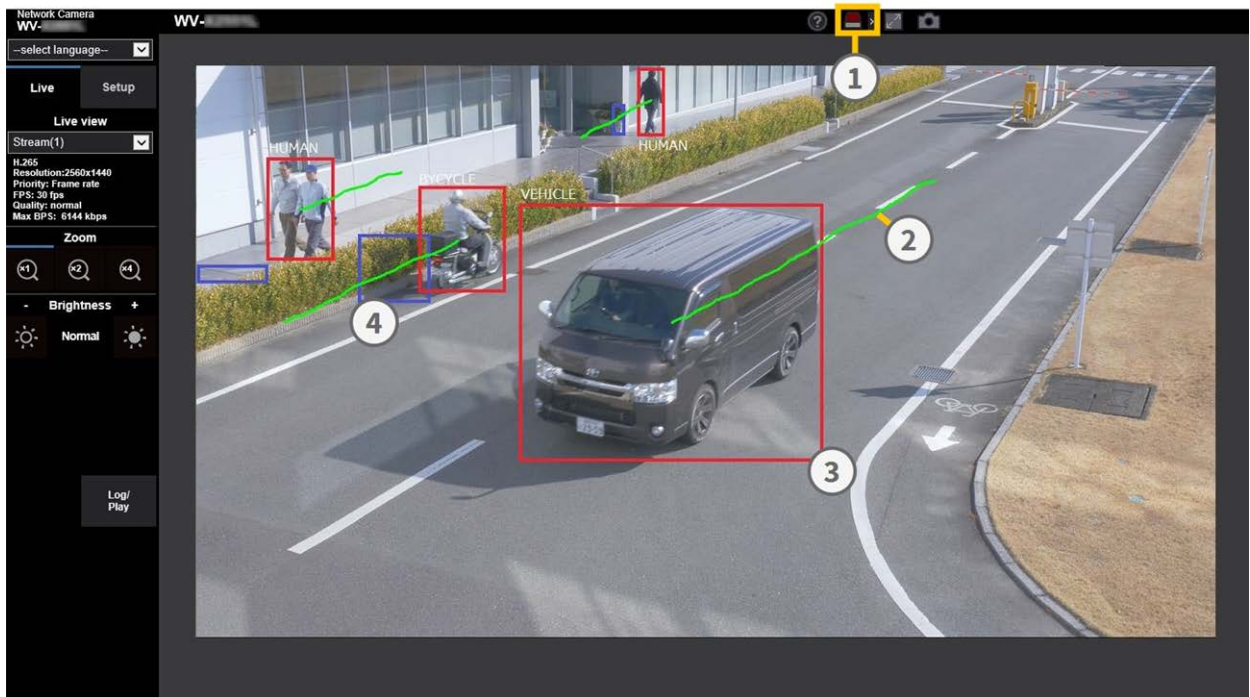 Network Camera
WV-
WV-
--select language--
Live
Setup
Live view
Stream(1)
H.265
Resolution:2560x1440
Priority: Frame rate
FPS: 30 fps
Quality: normal
Max BPS: 6144 kbps
Zoom
x1
x2
x4
- Brightness +
Normal
Log/
Play
?
1
HUMAN
HUMAN
BYCYCLE
VEHICLE
2
4
3